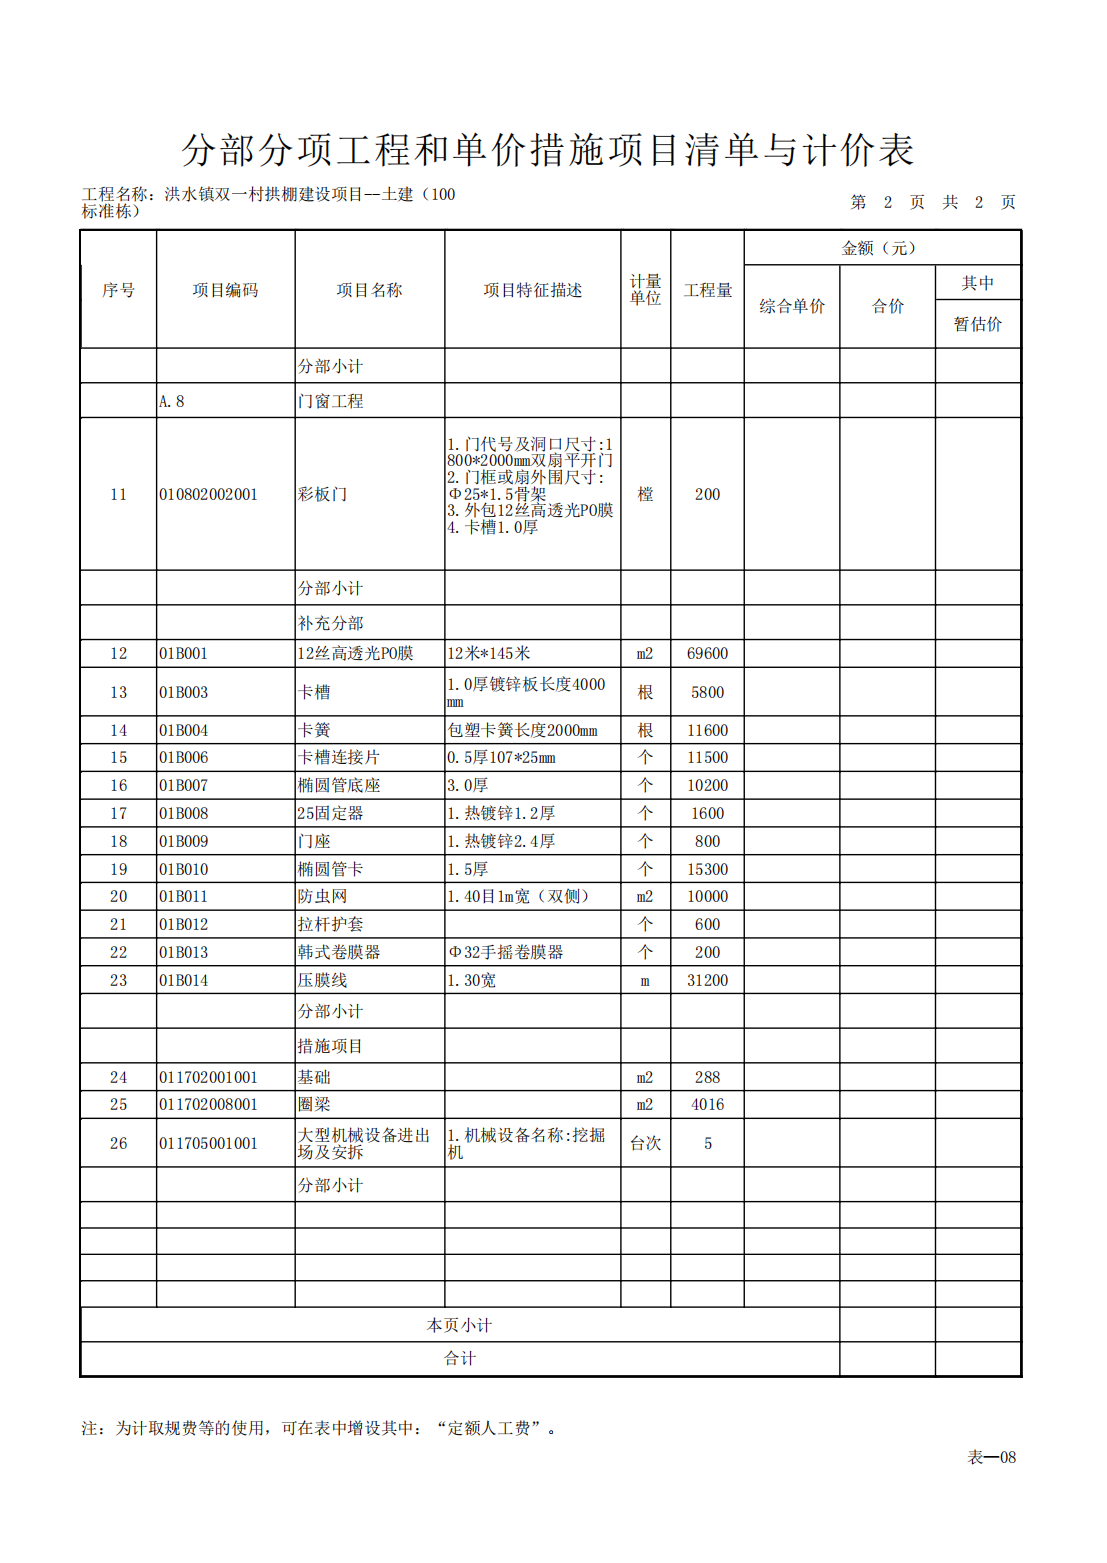 分部分项工程和单价措施项目清单与计价表
工程名称：洪水镇双一村拱棚建设项目--土建（100
标准栋）
第 2 页 共 2 页
序号 项目编码 项目名称 项目特征描述 计量
单位 工程量 金额（元）
综合单价 合价 其中
暂估价
分部小计
A.8 门窗工程
11 010802002001 彩板门 1.门代号及洞口尺寸:1
800*2000mm双扇平开门
2.门框或扇外围尺寸:
Φ25*1.5骨架
3.外包12丝高透光PO膜
4.卡槽1.0厚 樘 200
分部小计
补充分部
12 01B001 12丝高透光PO膜 12米*145米 m2 69600
13 01B003 卡槽 1.0厚镀锌板长度4000
mm 根 5800
14 01B004 卡簧 包塑卡簧长度2000mm 根 11600
15 01B006 卡槽连接片 0.5厚107*25mm 个 11500
16 01B007 椭圆管底座 3.0厚 个 10200
17 01B008 25固定器 1.热镀锌1.2厚 个 1600
18 01B009 门座 1.热镀锌2.4厚 个 800
19 01B010 椭圆管卡 1.5厚 个 15300
20 01B011 防虫网 1.40目1m宽（双侧） m2 10000
21 01B012 拉杆护套 个 600
22 01B013 韩式卷膜器 Φ32手摇卷膜器 个 200
23 01B014 压膜线 1.30宽 m 31200
分部小计
措施项目
24 011702001001 基础 m2 288
25 011702008001 圈梁 m2 4016
26 011705001001 大型机械设备进出
场及安拆 1.机械设备名称:挖掘
机 台次 5
分部小计
本页小计
合计
注：为计取规费等的使用，可在表中增设其中：“定额人工费”。
表—08